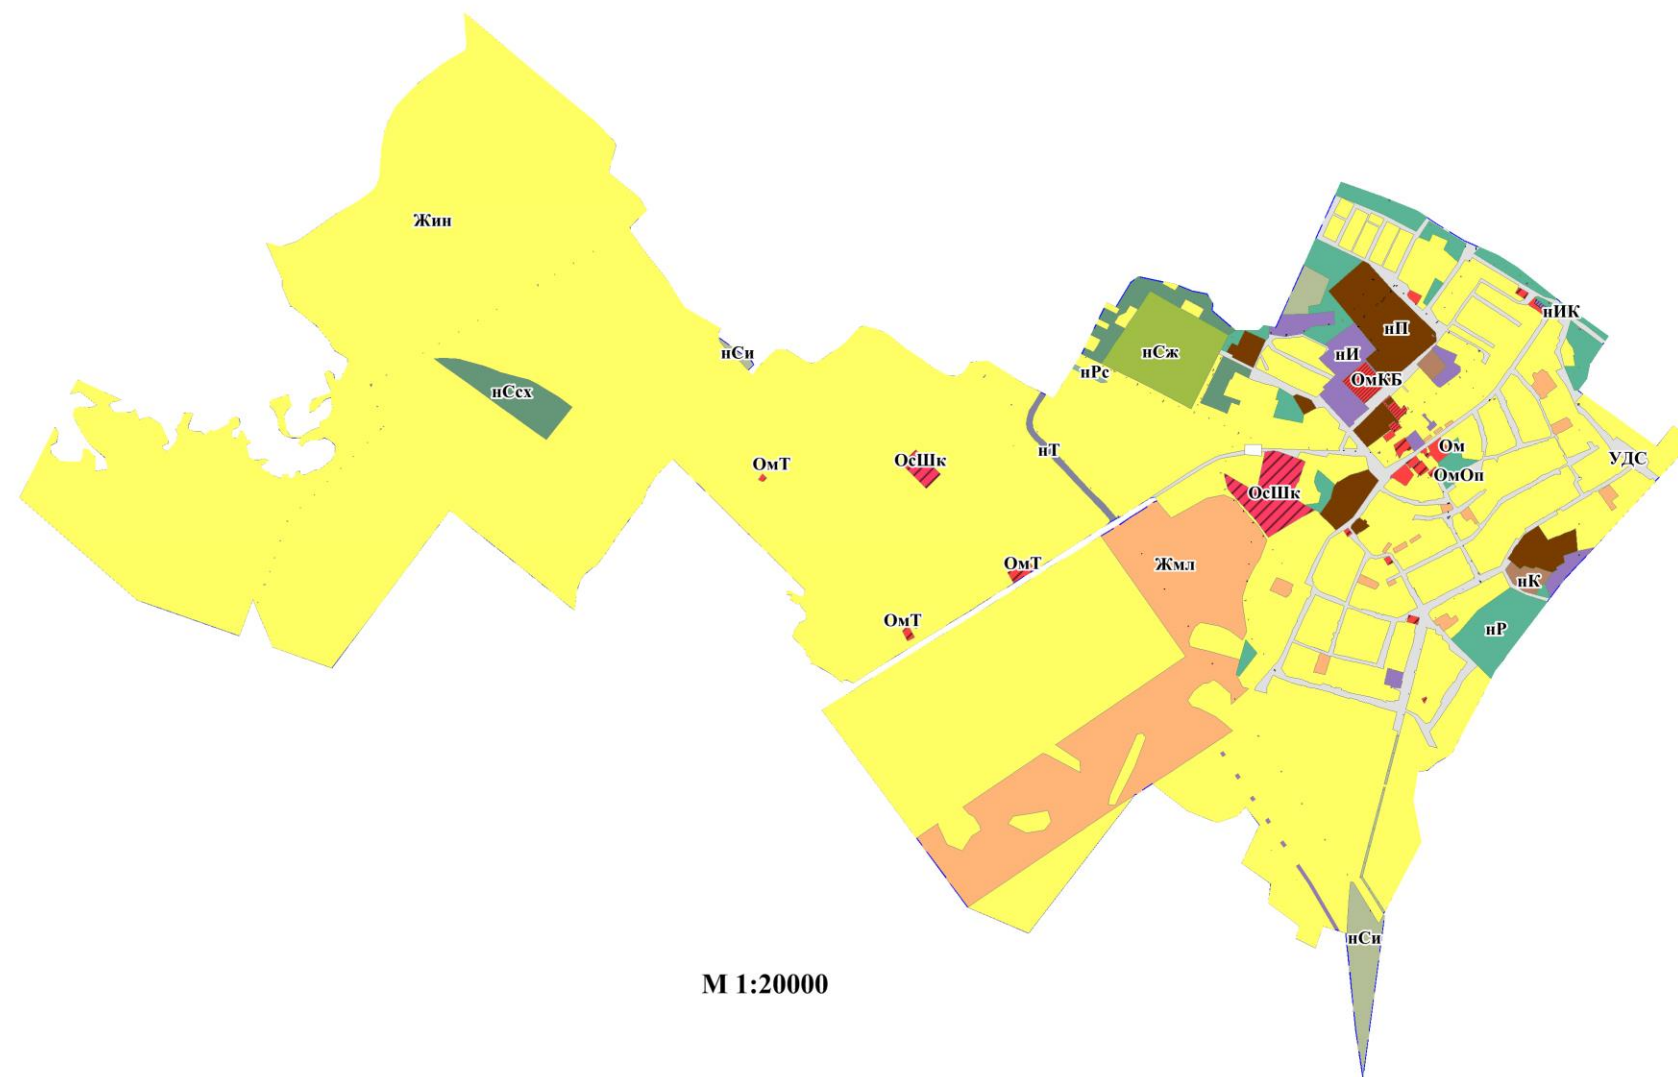 Жин
нИК
нП
нСи
нСж
нИ
нРс
ОмКБ
нСсх
Ом
нТ
УДС
ОсШк
ОмТ
ОмОп
ОсШк
ОмТ
Жмл
нК
ОмТ
нР
нСи
М 1:20000